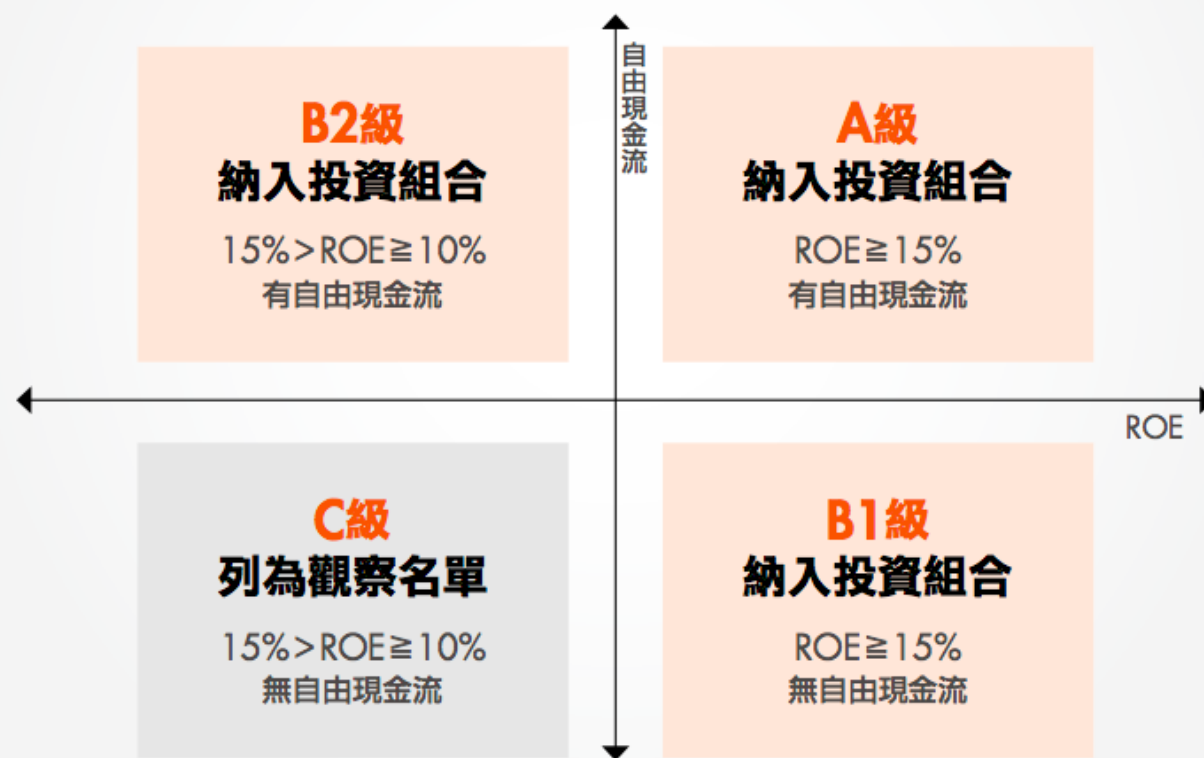 自由現金流
B2級
納入投資組合
15%>ROE≧10%
有自由現金流
A級
納入投資組合
ROE≧15%
有自由現金流
ROE
C級
列為觀察名單
15%>ROE≧10%
無自由現金流
B1級
納入投資組合
ROE≧15%
無自由現金流